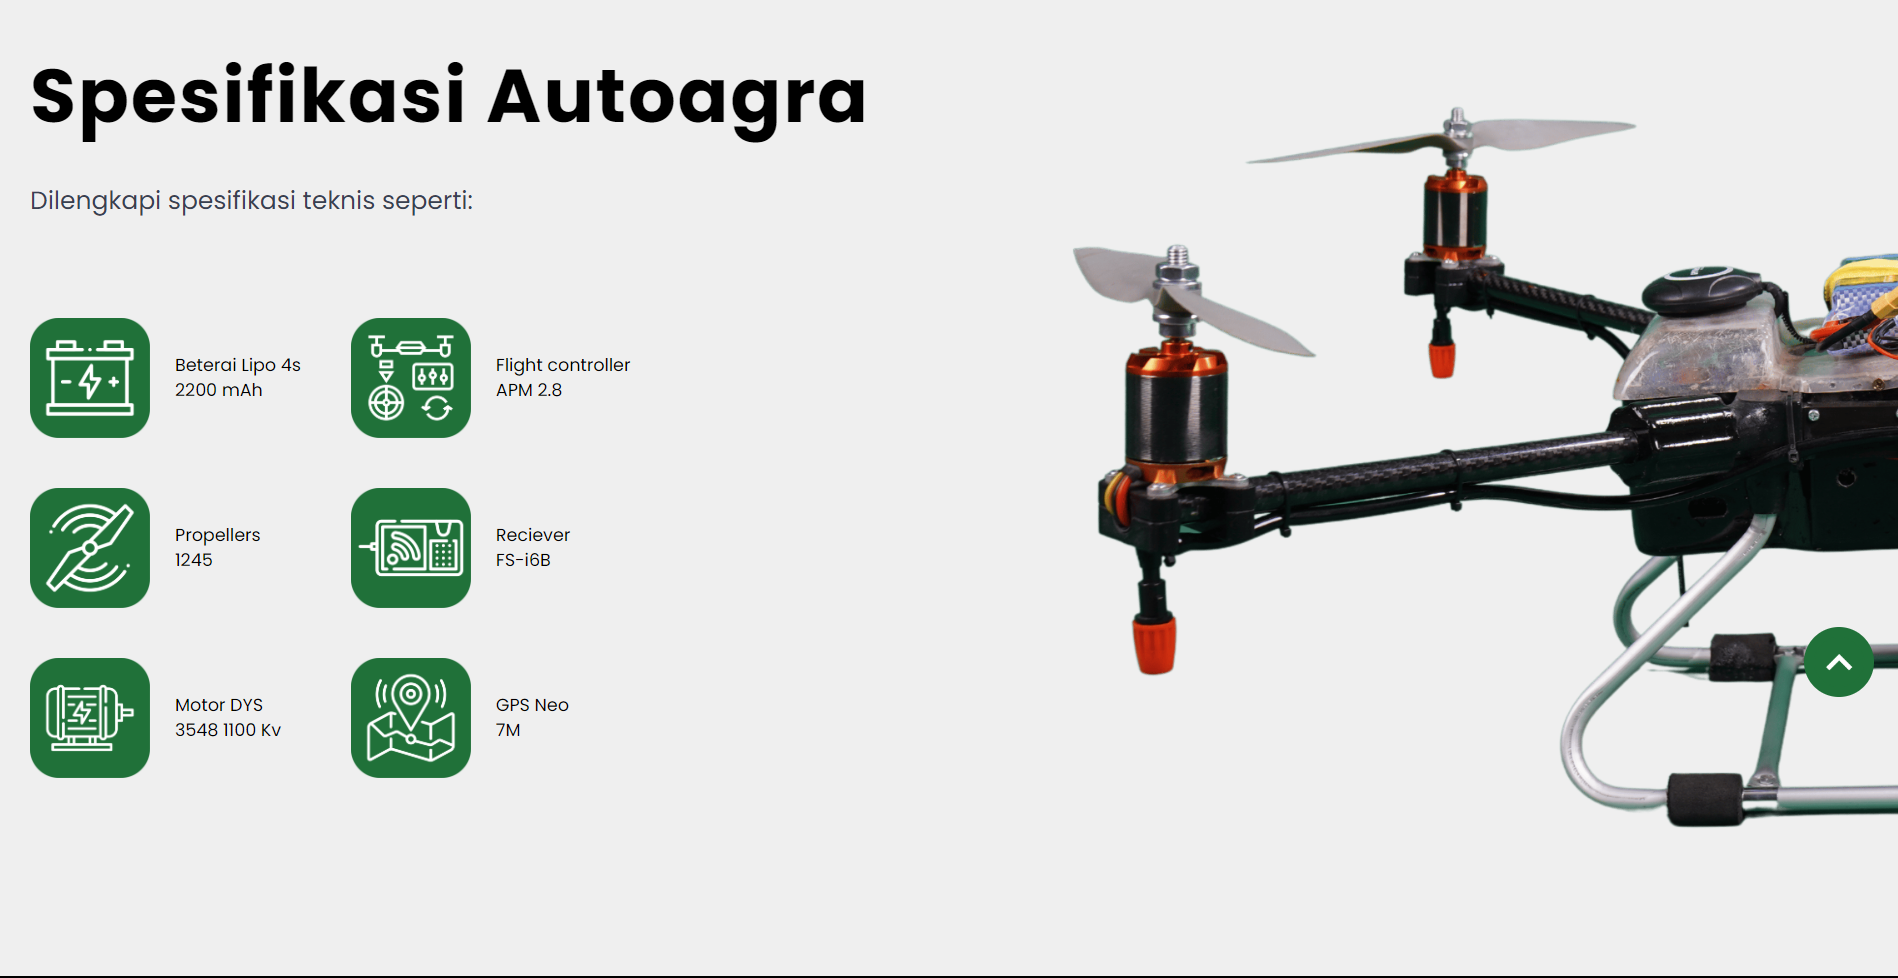 Spesifikasi Autoagra
Dilengkapi spesifikasi teknis seperti:
Beterai Lipo 4s
2200 mAh
Flight controller
APM 2.8
Propellers
1245
Reciever
FS-i6B
Motor DYS
3548 1100 Kv
GPS Neo
7M